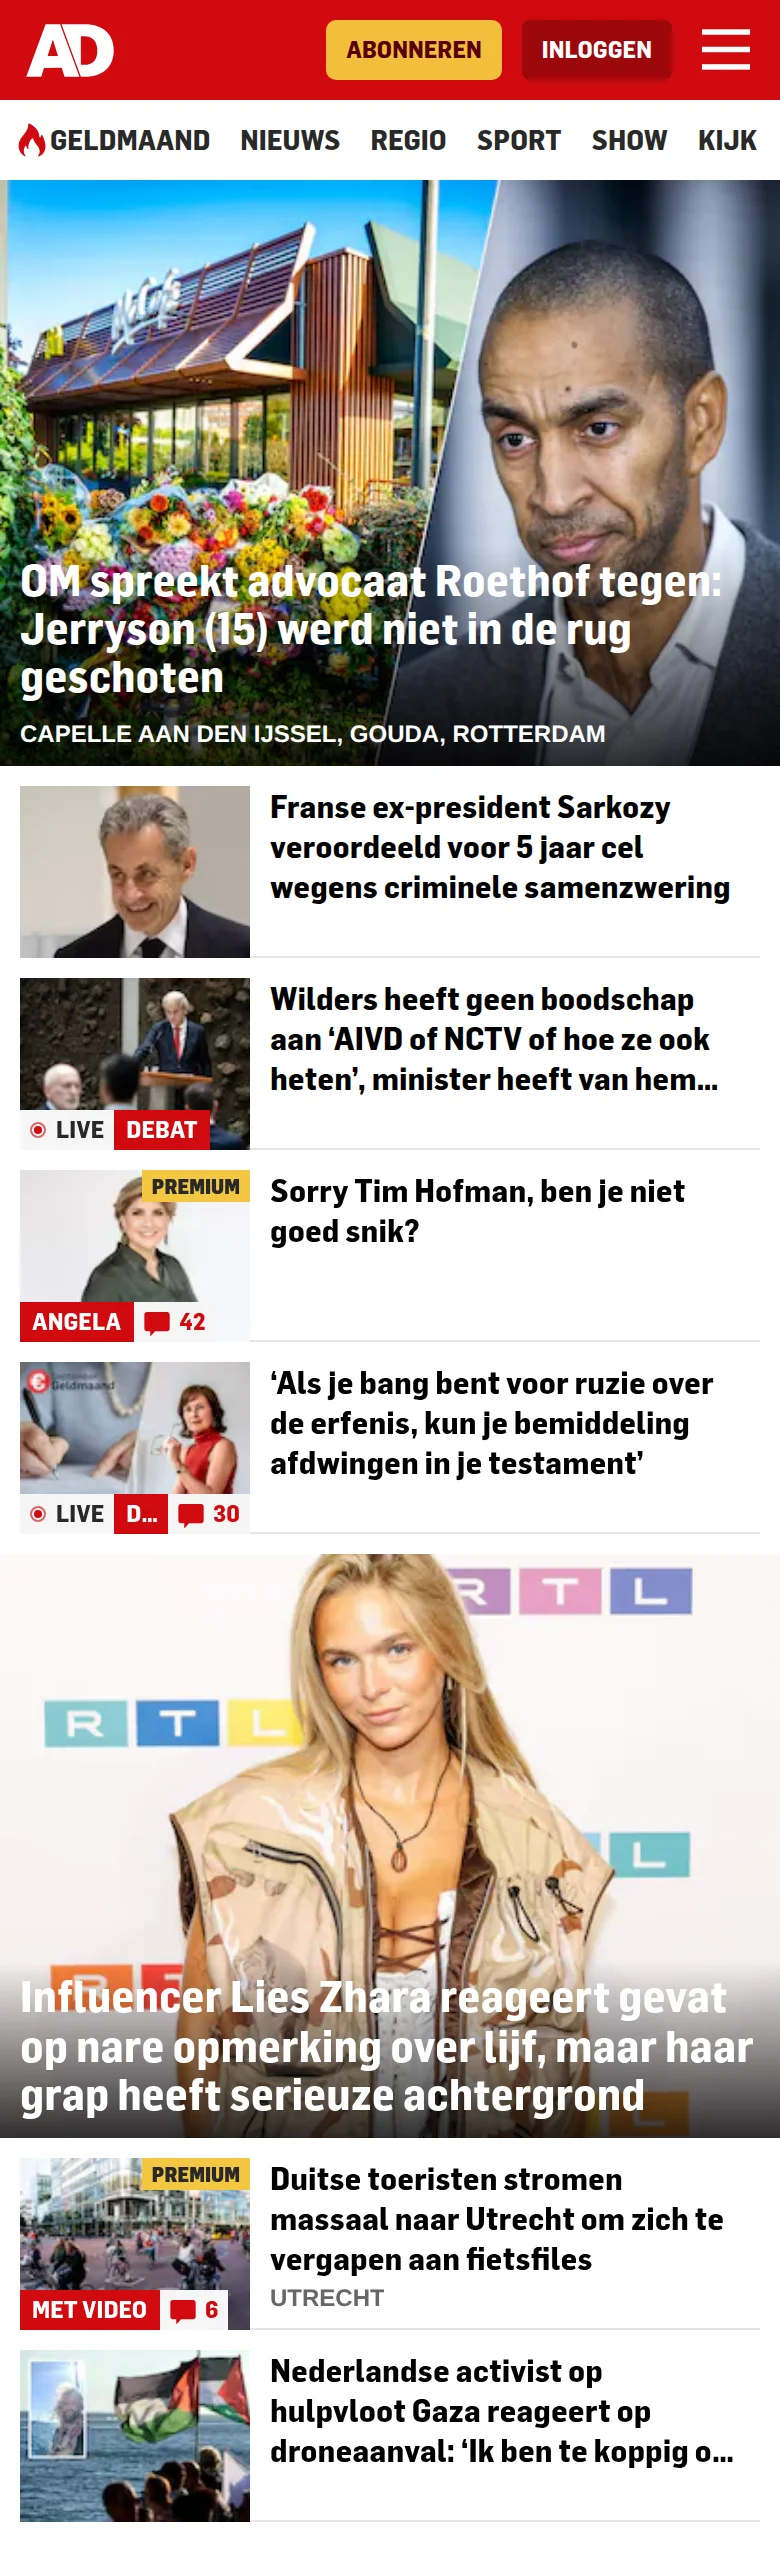 AD
ABONNEREN
INLOGGEN
GELDMAAND
NIEUWS
REGIO
SPORT
SHOW
KIJK
McCafé
OM spreekt advocaat Roethof tegen:
Jerryson (15) werd niet in de rug
geschoten
CAPELLE AAN DEN IJSSEL, GOUDA, ROTTERDAM
Franse ex-president Sarkozy
veroordeeld voor 5 jaar cel
wegens criminele samenzwering
Wilders heeft geen boodschap
aan ‘AIVD of NCTV of hoe ze ook
heten’, minister heeft van hem...
LIVE
DEBAT
PREMIUM
Sorry Tim Hofman, ben je niet
goed snik?
ANGELA
42
Geldmaand
‘Als je bang bent voor ruzie over
de erfenis, kun je bemiddeling
afdwingen in je testament’
LIVE
D...
30
R T L
R T L
L
R T
L
Influencer Lies Zhara reageert gevat
op nare opmerking over lijf, maar haar
grap heeft serieuze achtergrond
PREMIUM
Duitse toeristen stromen
massaal naar Utrecht om zich te
vergapen aan fietsfiles
UTRECHT
MET VIDEO
6
Nederlandse activist op
hulpvloot Gaza reageert op
droneaanval: ‘Ik ben te koppig o...